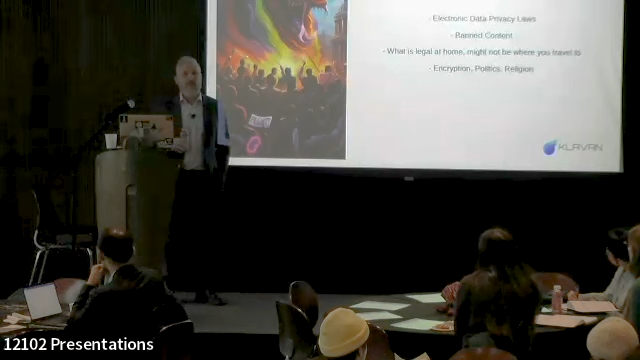 - Electronic Data Privacy Laws
- Banned Content
- What is legal at home, might not be where you travel to
- Encryption, Politics, Religion
KLAVAN
12102 Presentations